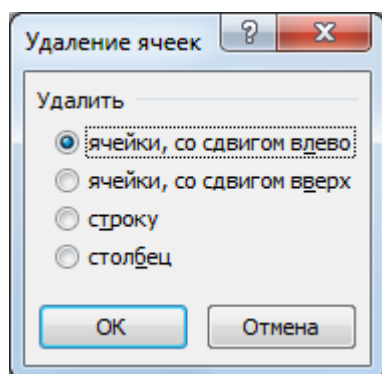 Удаление ячеек
Удалить
ячейки, со сдвигом влево
ячейки, со сдвигом вверх
строку
столбец
ОК Отмена